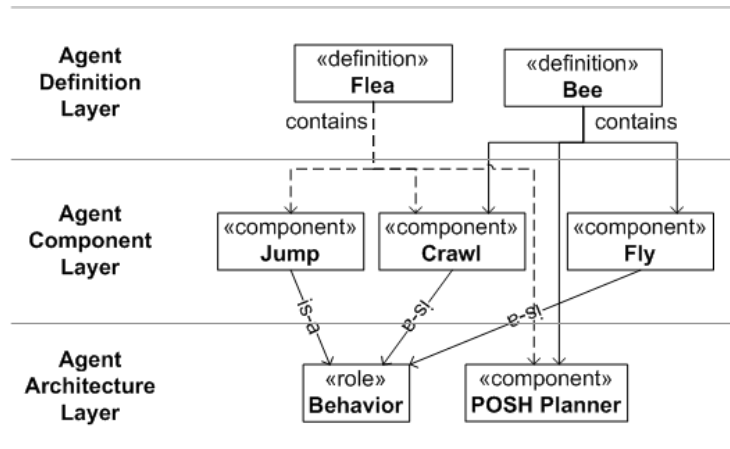 Agent
Definition
Layer
«definition»
Flea
«definition»
Bee
contains
contains
Agent
Component
Layer
«component»
Jump
«component»
Crawl
«component»
Fly
is-a
is-a
is-a
Agent
Architecture
Layer
«role»
Behavior
«component»
POSH Planner